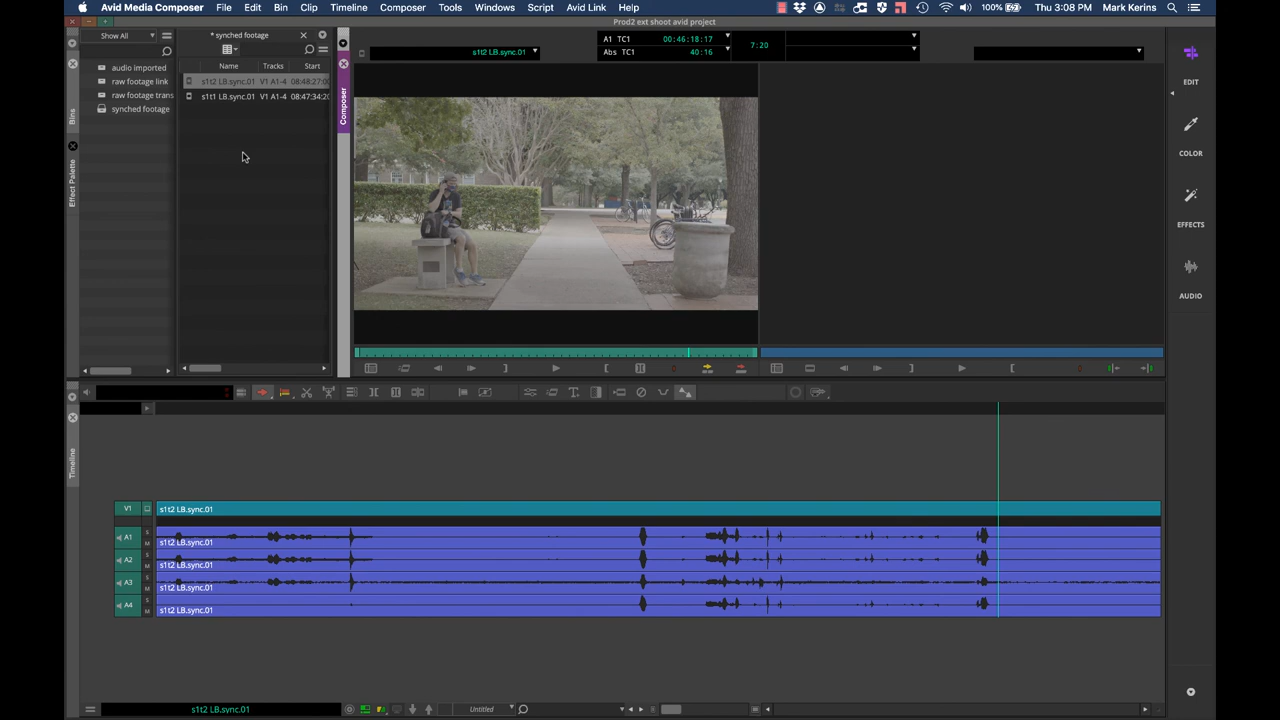 Avid Media Composer File Edit Bin Clip Timeline Composer Tools Windows Script Avid Link Help 100% Thu 3:08 PM Mark Kerins
Prod2 ext shoot avid project
Show All
* synched footage
s1t2 LB.sync.01
A1 TC1 00:46:18:17
Abs TC1 40:16
7:20
Name Tracks Start
audio imported
raw footage link
raw footage trans
synched footage
s1t2 LB.sync.01 V1 A1-4 08:48:27:00
s1t1 LB.sync.01 V1 A1-4 08:47:34:20
Bins
Effect Palette
Composer
EDIT
COLOR
EFFECTS
AUDIO
Timeline
V1 s1t2 LB.sync.01
A1 S M s1t2 LB.sync.01
A2 S M s1t2 LB.sync.01
A3 S M s1t2 LB.sync.01
A4 S M s1t2 LB.sync.01
s1t2 LB.sync.01
Untitled